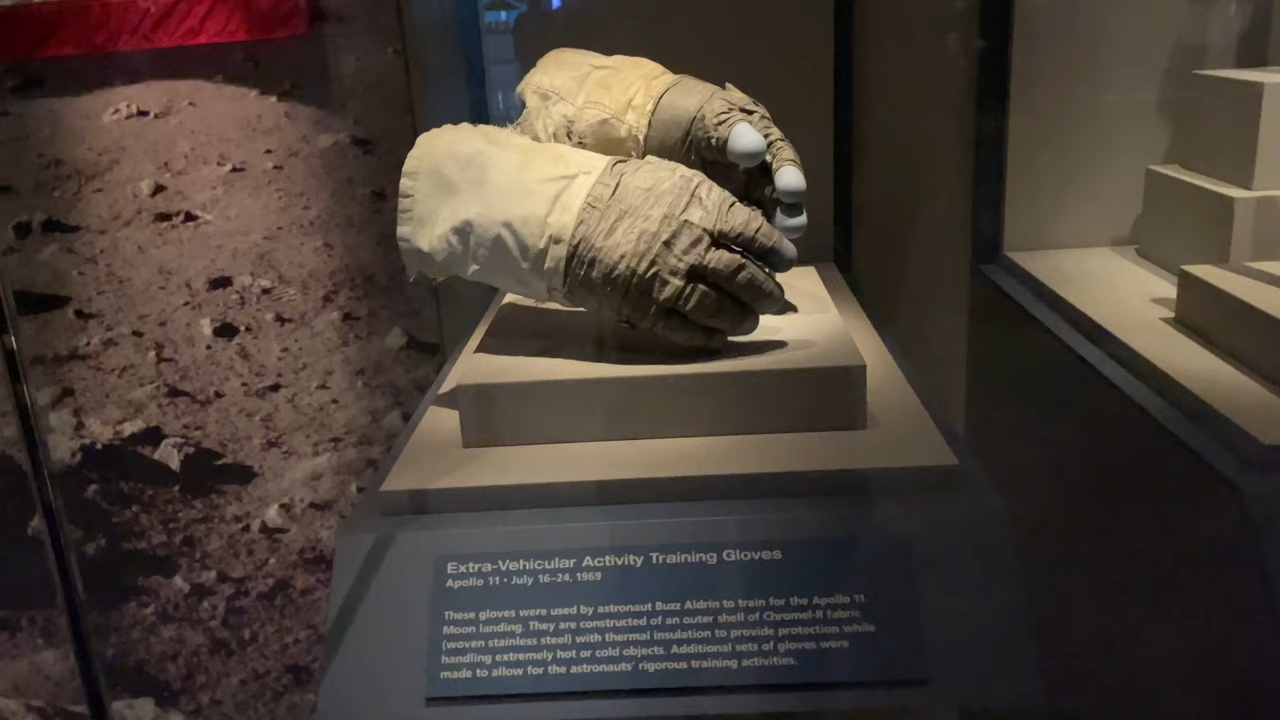 Extra-Vehicular Activity Training Gloves
Apollo 11 • July 16–24, 1969
These gloves were used by astronaut Buzz Aldrin to train for the Apollo 11
Moon landing. They are constructed of an outer shell of Chromel-R fabric
(woven stainless steel) with thermal insulation to provide protection while
handling extremely hot or cold objects. Additional sets of gloves were
made to allow for the astronauts' rigorous training activities.